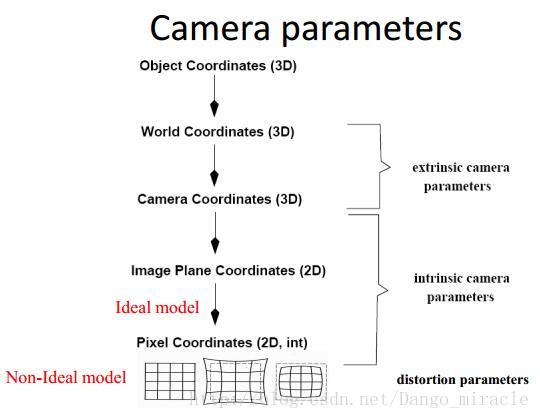 Camera parameters
Object Coordinates (3D)
World Coordinates (3D)
extrinsic camera
parameters
Camera Coordinates (3D)
Image Plane Coordinates (2D)
intrinsic camera
parameters
Ideal model
Pixel Coordinates (2D, int)
Non-Ideal model
distortion parameters
http://blog.csdn.net/Dango_miracle